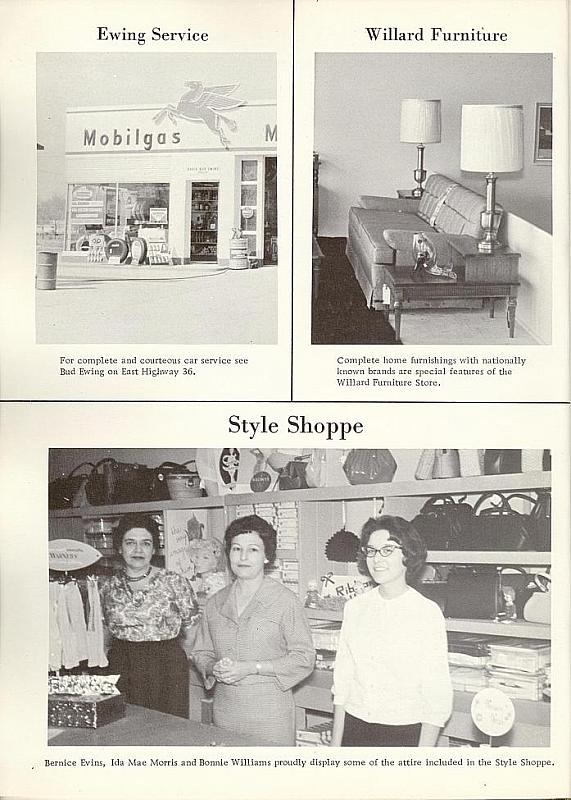 Ewing Service
Mobilgas
M
For complete and courteous car service see
Bud Ewing on East Highway 36.
Willard Furniture
Complete home furnishings with nationally
known brands are special features of the
Willard Furniture Store.
Style Shoppe
WARNER'S
Bernice Evins, Ida Mae Morris and Bonnie Williams proudly display some of the attire included in the Style Shoppe.